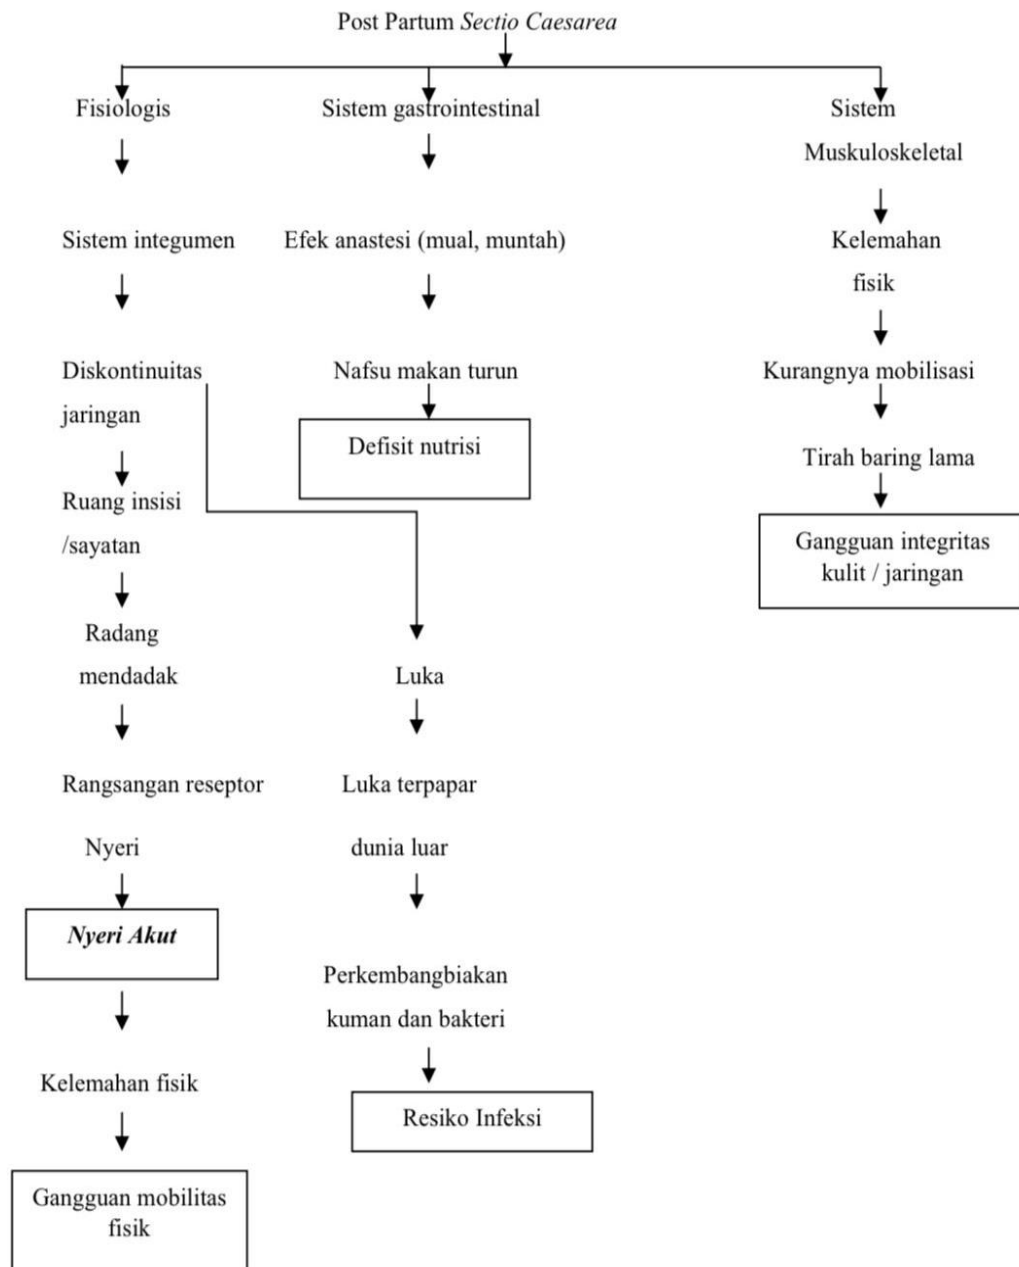 Post Partum Sectio Caesarea
Fisiologis
Sistem gastrointestinal
Sistem
Muskuloskeletal
Sistem integumen
Efek anastesi (mual, muntah)
Kelemahan
fisik
Diskontinuitas
jaringan
Nafsu makan turun
Kurangnya mobilisasi
Defisit nutrisi
Tirah baring lama
Ruang insisi
/sayatan
Gangguan integritas
kulit / jaringan
Radang
mendadak
Luka
Rangsangan reseptor
Nyeri
Luka terpapar
dunia luar
Nyeri Akut
Perkembangbiakan
kuman dan bakteri
Kelemahan fisik
Resiko Infeksi
Gangguan mobilitas
fisik